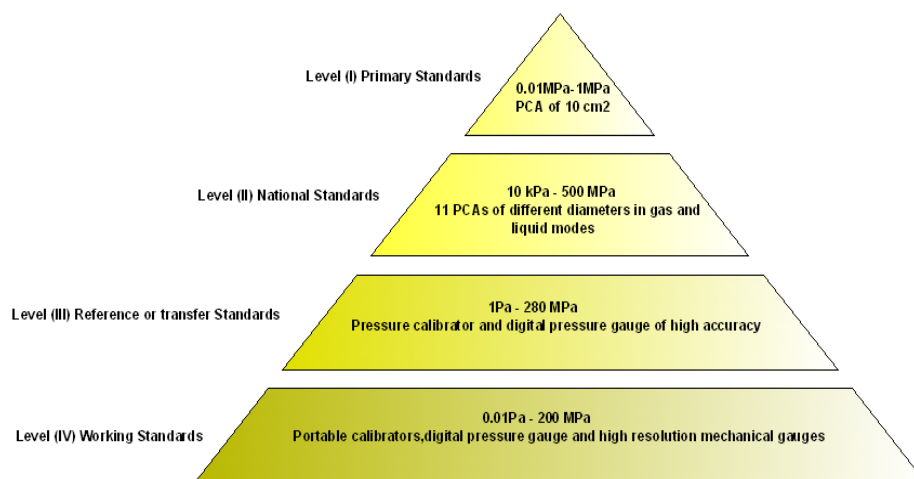 Level (I) Primary Standards
0.01MPa-1MPa
PCA of 10 cm2
Level (II) National Standards
10 kPa - 500 MPa
11 PCAs of different diameters in gas and
liquid modes
Level (III) Reference or transfer Standards
1Pa - 280 MPa
Pressure calibrator and digital pressure gauge of high accuracy
Level (IV) Working Standards
0.01Pa - 200 MPa
Portable calibrators,digital pressure gauge and high resolution mechanical gauges